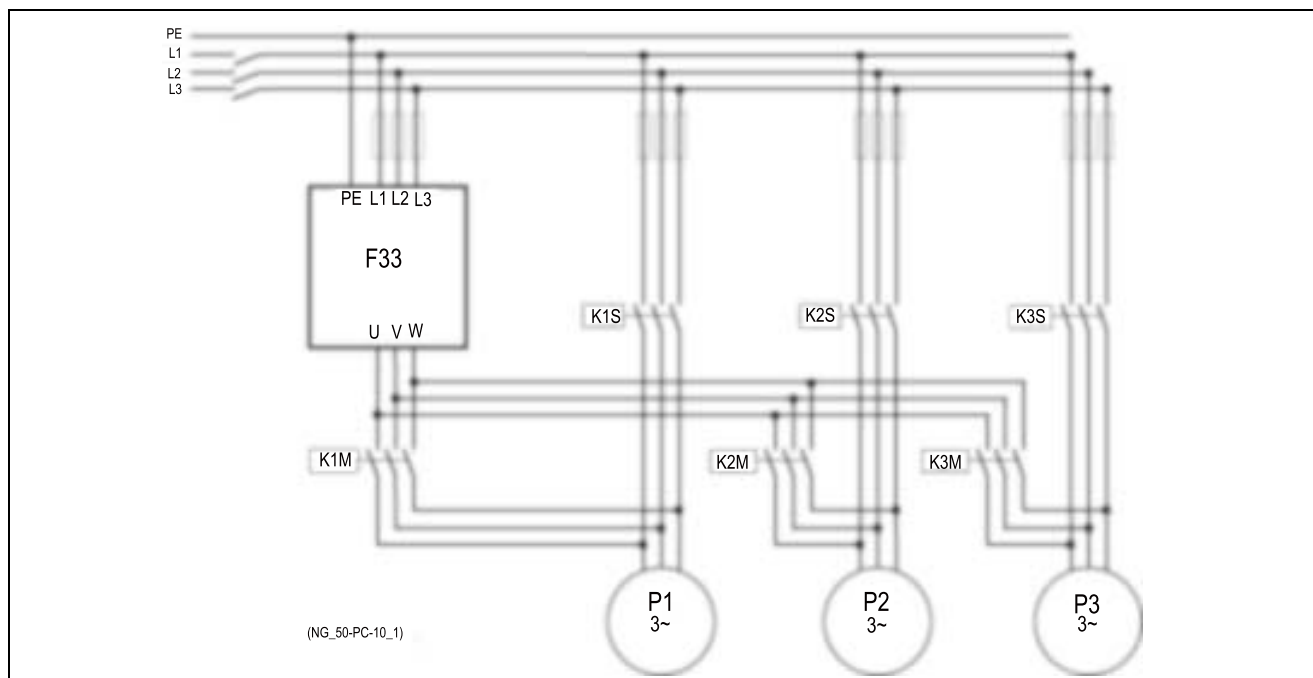 PE
L1
L2
L3
PE L1 L2 L3
F33
U V W
K1S
K2S
K3S
K1M
K2M
K3M
P1
3~
P2
3~
P3
3~
(NG_50-PC-10_1)